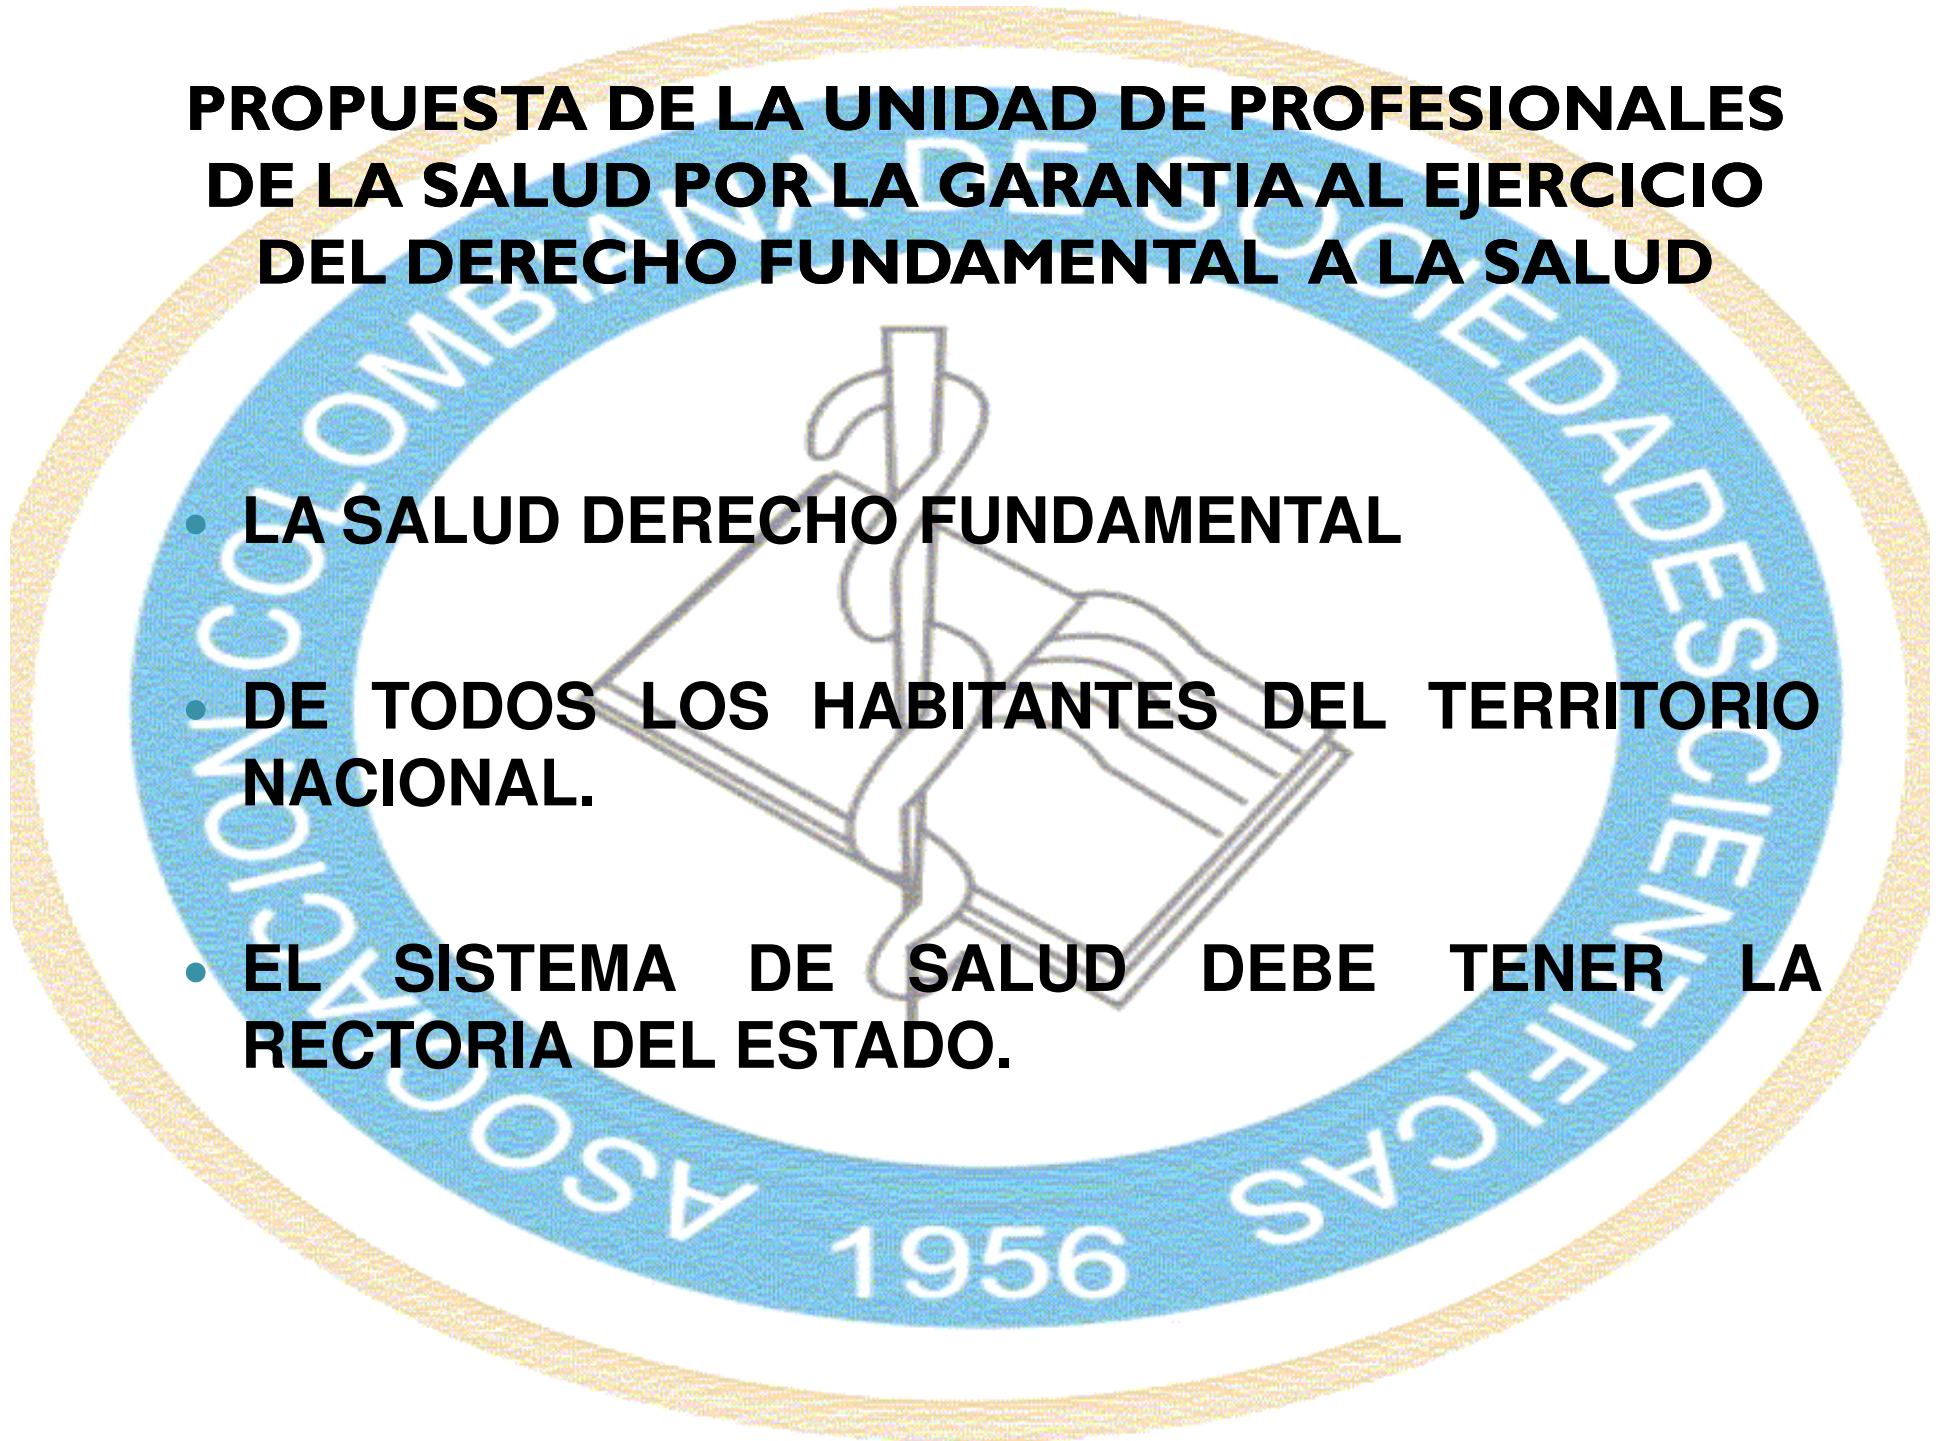 PROPUESTA DE LA UNIDAD DE PROFESIONALES
DE LA SALUD POR LA GARANTIA AL EJERCICIO
DEL DERECHO FUNDAMENTAL A LA SALUD
• LA SALUD DERECHO FUNDAMENTAL
• DE TODOS LOS HABITANTES DEL TERRITORIO
NACIONAL.
• EL SISTEMA DE SALUD DEBE TENER LA
RECTORIA DEL ESTADO.
ASOCIACION COLOMBIANA DE SOCIEDADES CIENTIFICAS
1956